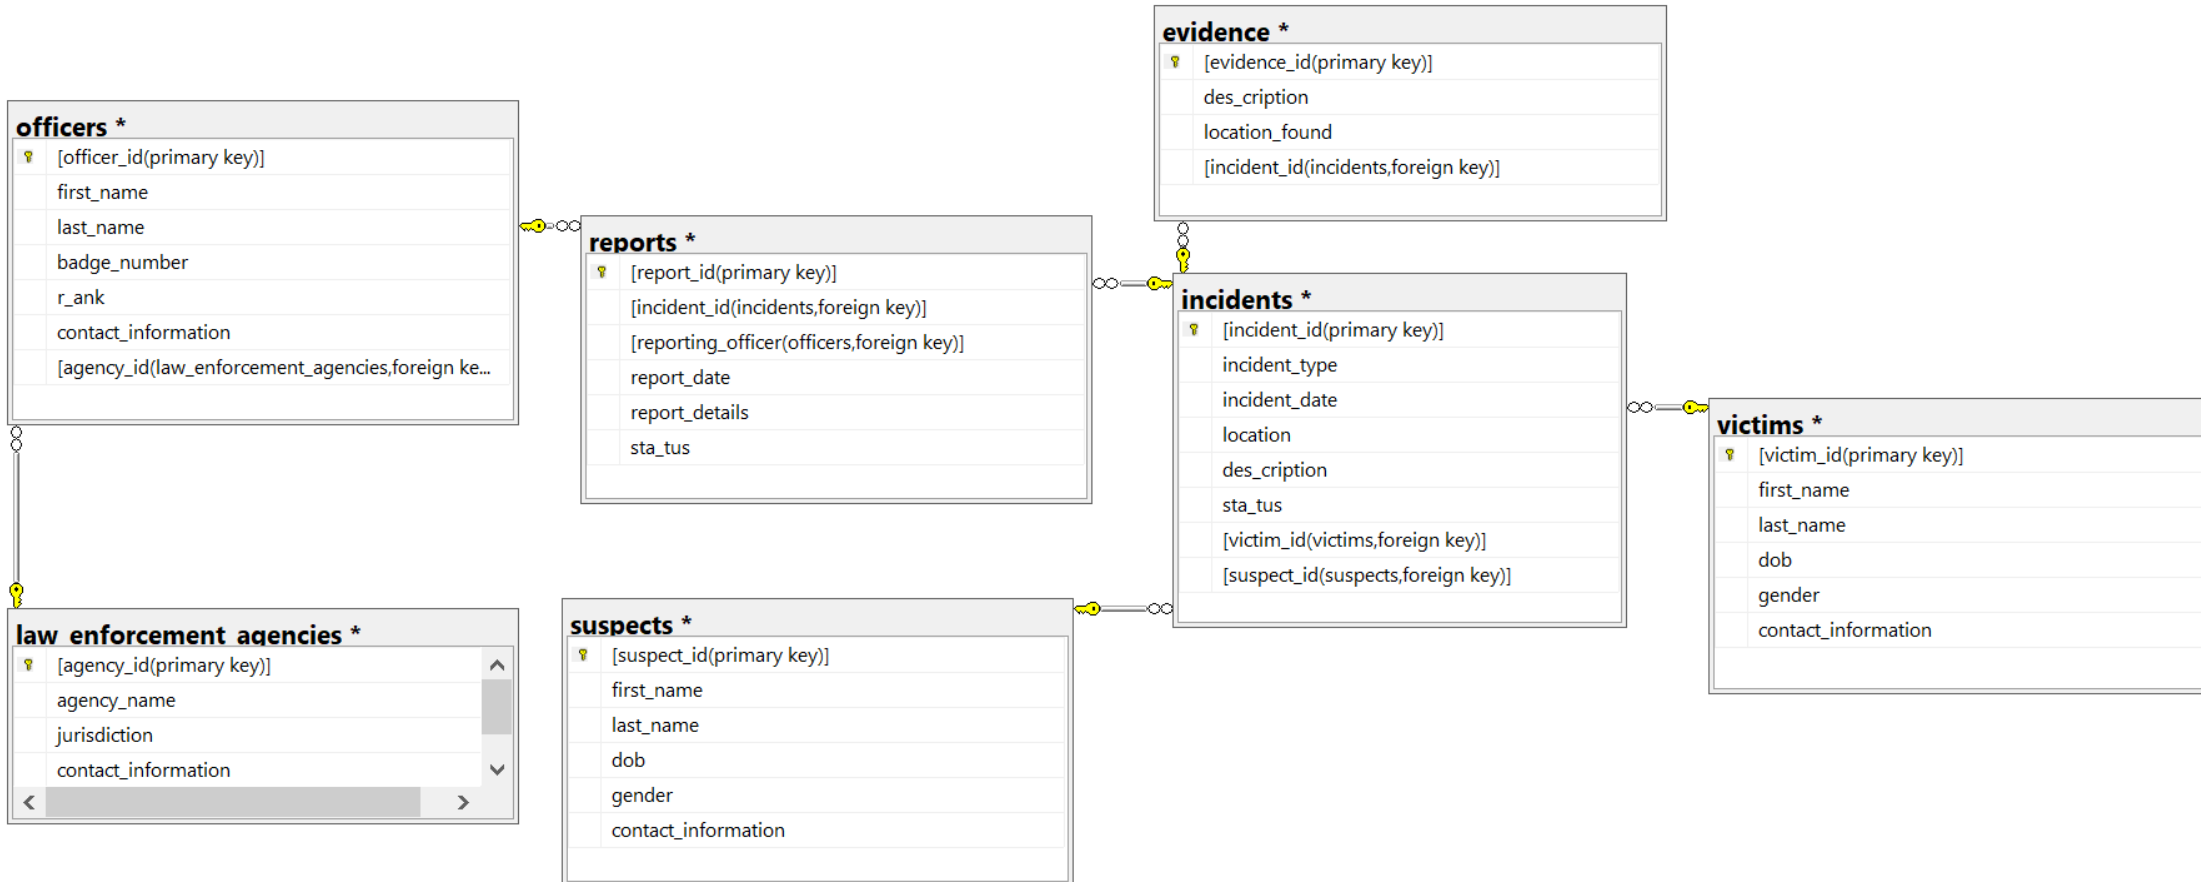 officers *
[officer_id(primary key)]
first_name
last_name
badge_number
r_ank
contact_information
[agency_id(law_enforcement_agencies,foreign ke...
law_enforcement_agencies *
[agency_id(primary key)]
agency_name
jurisdiction
contact_information
reports *
[report_id(primary key)]
[incident_id(incidents,foreign key)]
[reporting_officer(officers,foreign key)]
report_date
report_details
sta_tus
suspects *
[suspect_id(primary key)]
first_name
last_name
dob
gender
contact_information
evidence *
[evidence_id(primary key)]
des_cription
location_found
[incident_id(incidents,foreign key)]
incidents *
[incident_id(primary key)]
incident_type
incident_date
location
des_cription
sta_tus
[victim_id(victims,foreign key)]
[suspect_id(suspects,foreign key)]
victims *
[victim_id(primary key)]
first_name
last_name
dob
gender
contact_information